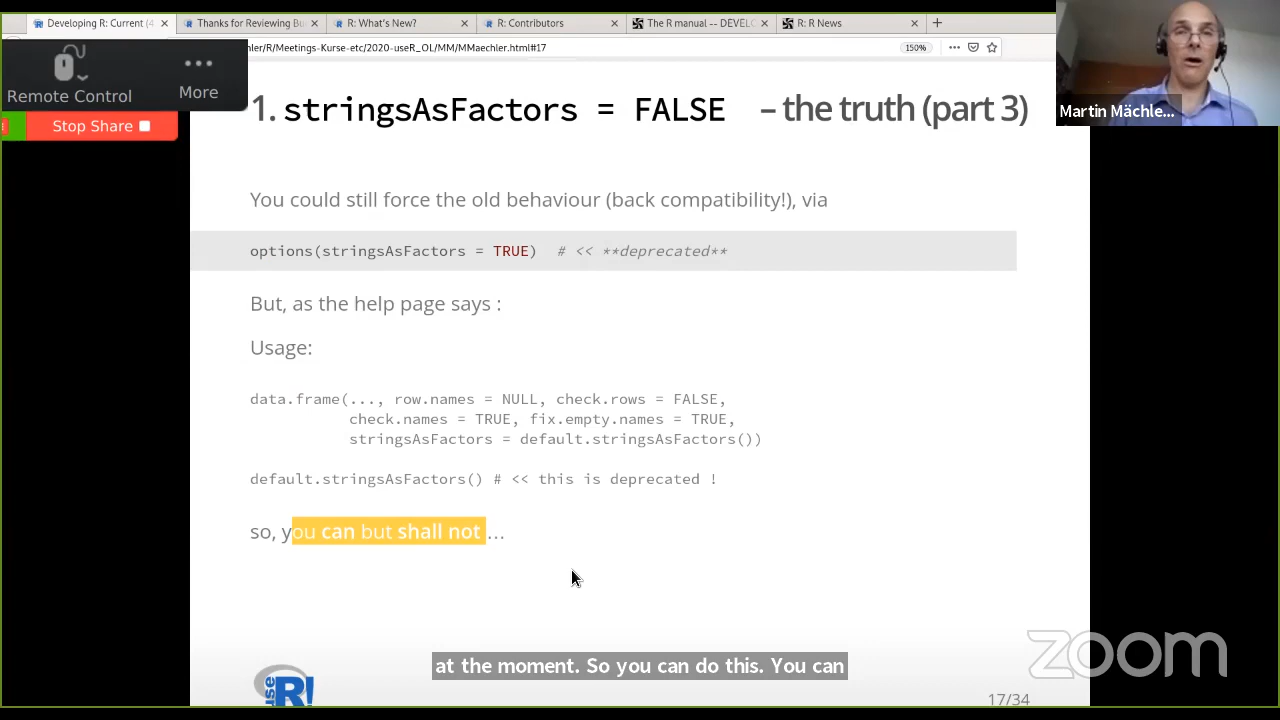 Developing R: Current (4
Thanks for Reviewing Bu
R: What's New?
R: Contributors
The R manual -- DEVELO
R: R News
ler/R/Meetings-Kurse-etc/2020-useR_OL/MM/MMaechler.html#17
150%
Remote Control
More
Stop Share
Martin Mächle...
1. stringsAsFactors = FALSE – the truth (part 3)
You could still force the old behaviour (back compatibility!), via
options(stringsAsFactors = TRUE) # << **deprecated**
But, as the help page says :
Usage:
data.frame(..., row.names = NULL, check.rows = FALSE,
check.names = TRUE, fix.empty.names = TRUE,
stringsAsFactors = default.stringsAsFactors())
default.stringsAsFactors() # << this is deprecated !
so, you can but shall not ...
at the moment. So you can do this. You can
zoom
use R!
17/34